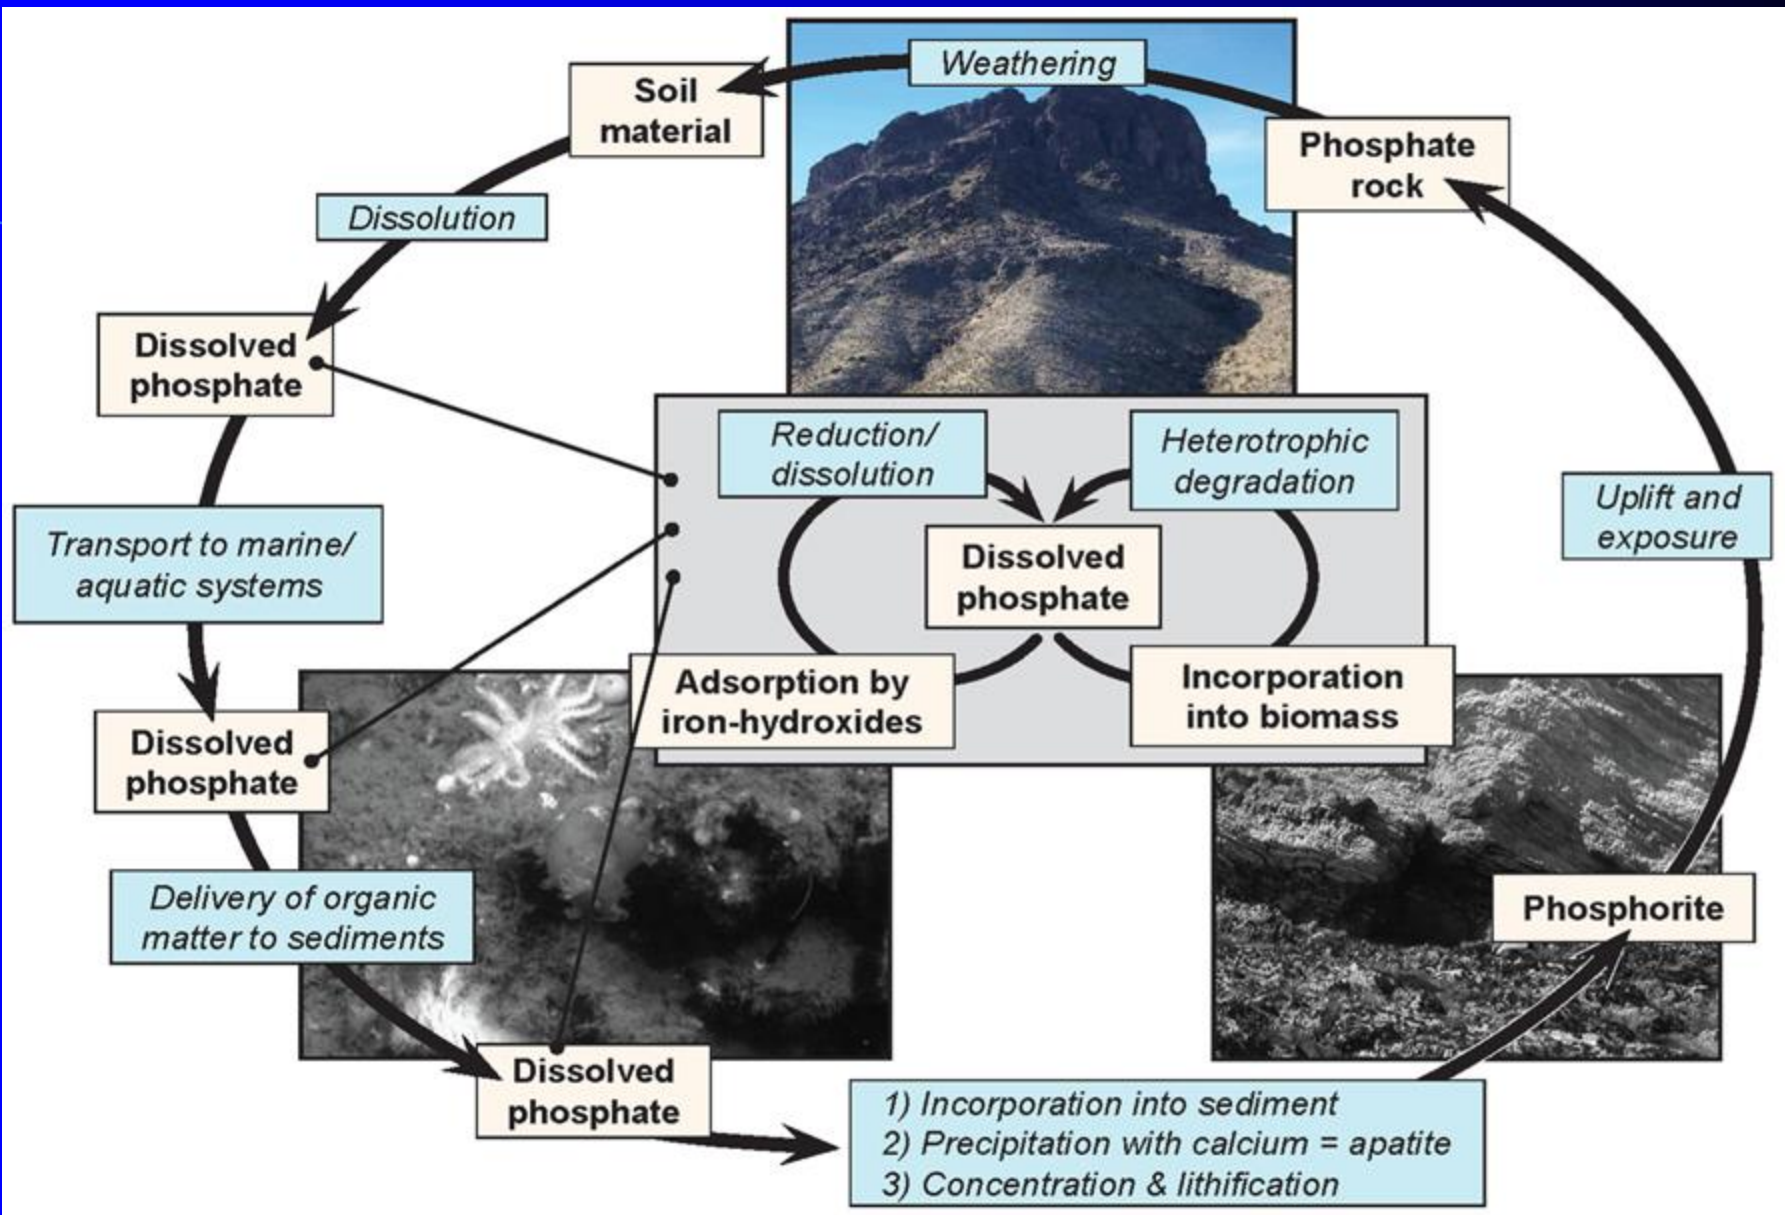 Weathering
Soil
material
Phosphate
rock
Dissolution
Dissolved
phosphate
Reduction/
dissolution
Heterotrophic
degradation
Uplift and
exposure
Transport to marine/
aquatic systems
Dissolved
phosphate
Adsorption by
iron-hydroxides
Incorporation
into biomass
Dissolved
phosphate
Delivery of organic
matter to sediments
Phosphorite
Dissolved
phosphate
1) Incorporation into sediment
2) Precipitation with calcium = apatite
3) Concentration & lithification